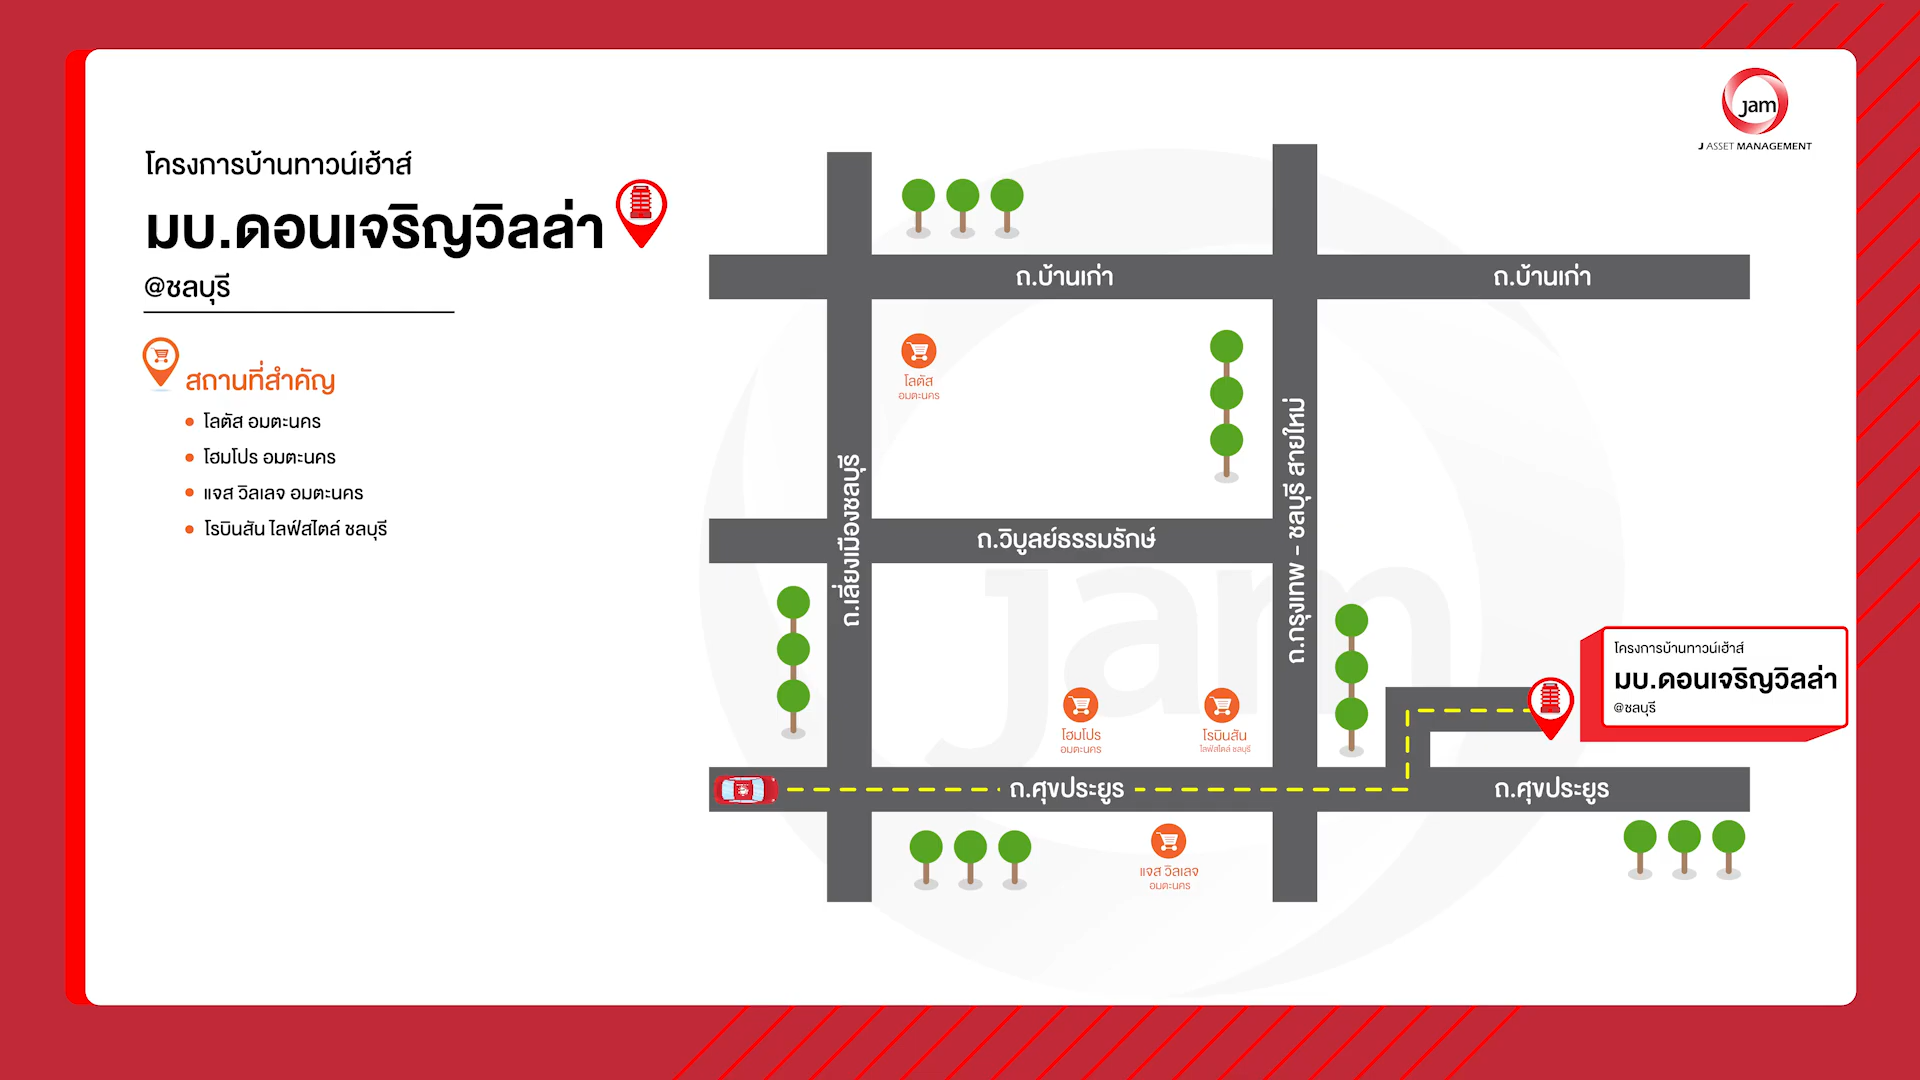 โครงการบ้านทาวน์เฮ้าส์
มบ.ดอนเจริญวิลล่า
@ชลบุรี
สถานที่สำคัญ
โลตัส อมตะนคร
โฮมโปร อมตะนคร
แจส วิลเลจ อมตะนคร
โรบินสัน ไลฟ์สไตล์ ชลบุรี
jam
J ASSET MANAGEMENT
ถ.บ้านเก่า
ถ.บ้านเก่า
โลตัส
อมตะนคร
ถ.เลี่ยงเมืองชลบุรี
ถ.กรุงเทพ - ชลบุรี สายใหม่
ถ.วิบูลย์ธรรมรักษ์
jam
โฮมโปร
อมตะนคร
โรบินสัน
ไลฟ์สไตล์ ชลบุรี
โครงการบ้านทาวน์เฮ้าส์
มบ.ดอนเจริญวิลล่า
@ชลบุรี
ถ.ศุขประยูร
ถ.ศุขประยูร
แจส วิลเลจ
อมตะนคร